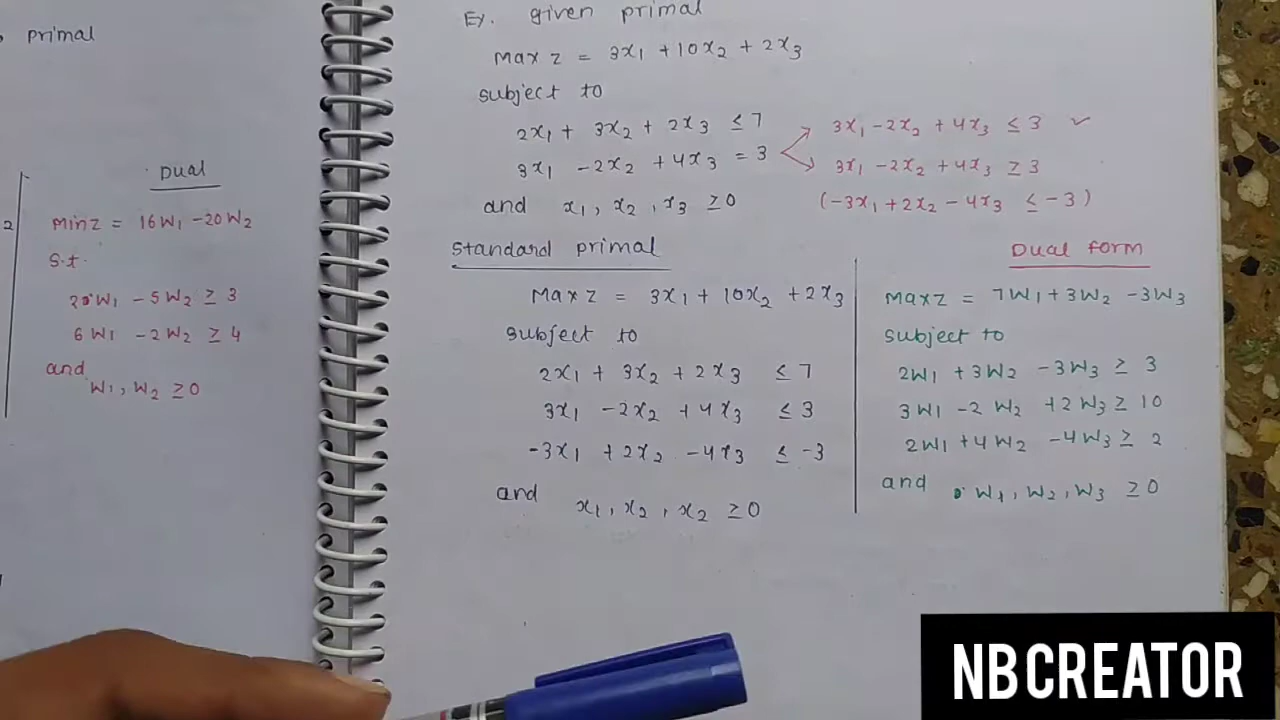 primal
Dual
2
Min z = 16W1 - 20W2
s.t.
- 5W2 ≥ 3
6W1 - 2W2 ≥ 4
and
W1, W2 ≥ 0
Ex. given primal
Max z = 3x1 + 10x2 + 2x3
subject to
2x1 + 3x2 + 2x3 ≤ 7
3x1 - 2x2 + 4x3 = 3
3x1 - 2x2 + 4x3 ≤ 3 ✓
3x1 - 2x2 + 4x3 ≥ 3
(-3x1 + 2x2 - 4x3 ≤ -3)
and x1, x2, x3 ≥ 0
Standard primal
Max z = 3x1 + 10x2 + 2x3
subject to
2x1 + 3x2 + 2x3 ≤ 7
3x1 - 2x2 + 4x3 ≤ 3
-3x1 + 2x2 - 4x3 ≤ -3
and
x1, x2, x2 ≥ 0
Dual form
Max z = 7W1 + 3W2 - 3W3
subject to
2W1 + 3W2 - 3W3 ≥ 3
3W1 - 2W2 + 2W3 ≥ 10
2W1 + 4W2 - 4W3 ≥ 2
and W1, W2, W3 ≥ 0
NB CREATOR